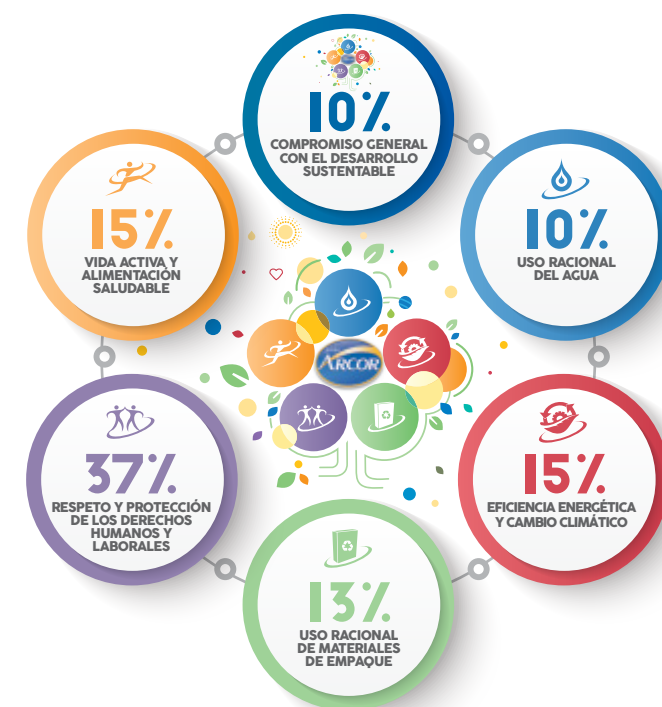 10%
COMPROMISO GENERAL
CON EL DESARROLLO
SUSTENTABLE
10%
USO RACIONAL
DEL AGUA
15%
EFICIENCIA ENERGÉTICA
Y CAMBIO CLIMÁTICO
13%
USO RACIONAL
DE MATERIALES
DE EMPAQUE
37%
RESPETO Y PROTECCIÓN
DE LOS DERECHOS
HUMANOS Y
LABORALES
15%
VIDA ACTIVA Y
ALIMENTACIÓN
SALUDABLE
ARCOR